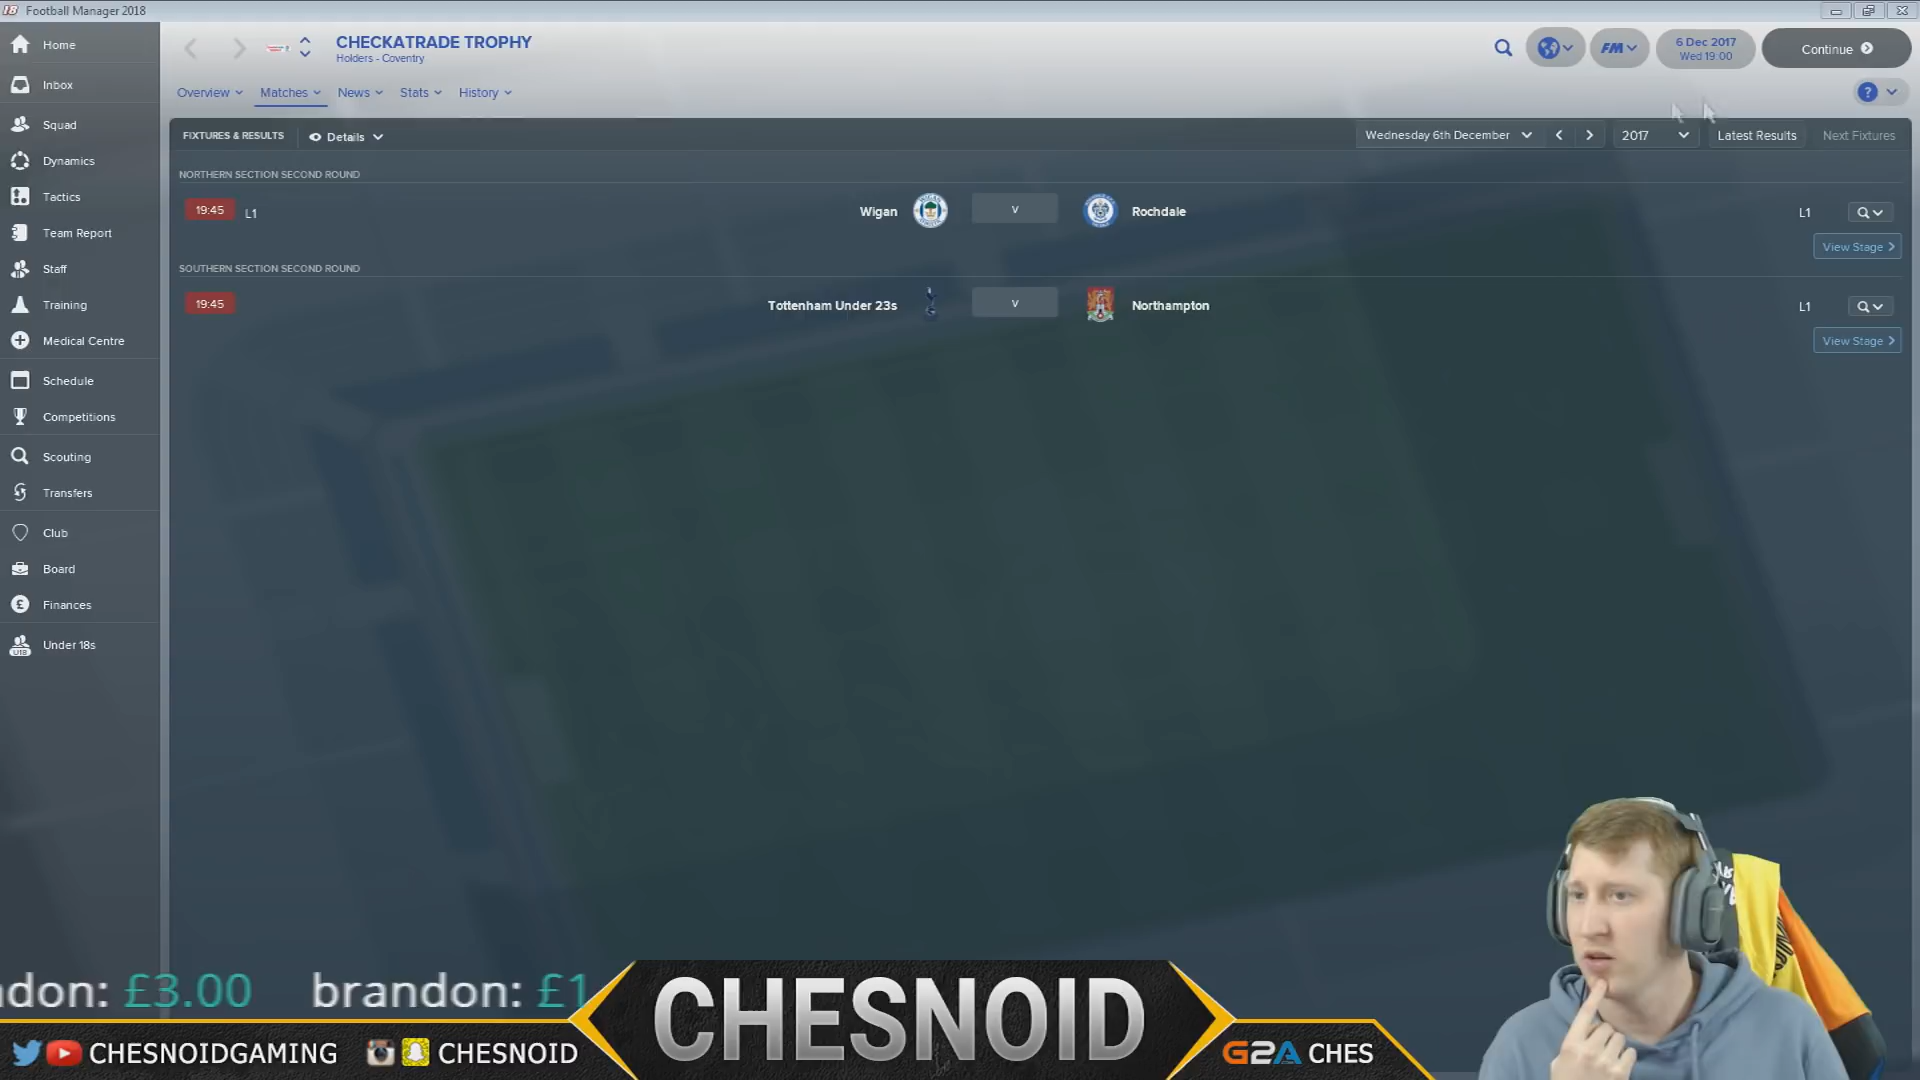 Football Manager 2018
Home
Inbox
Squad
Dynamics
Tactics
Team Report
Staff
Training
Medical Centre
Schedule
Competitions
Scouting
Transfers
Club
Board
Finances
U18
Under 18s
CHECKATRADE TROPHY
Holders - Coventry
FM
6 Dec 2017
Wed 19:00
Continue
Overview
Matches
News
Stats
History
?
FIXTURES & RESULTS
Details
Wednesday 6th December
2017
Latest Results
Next Fixtures
NORTHERN SECTION SECOND ROUND
19:45 L1 Wigan v Rochdale L1
View Stage
SOUTHERN SECTION SECOND ROUND
19:45 Tottenham Under 23s v Northampton L1
View Stage
don: £3.00 brandon: £1
CHESNOID
CHESNOIDGAMING
CHESNOID
G2A CHES